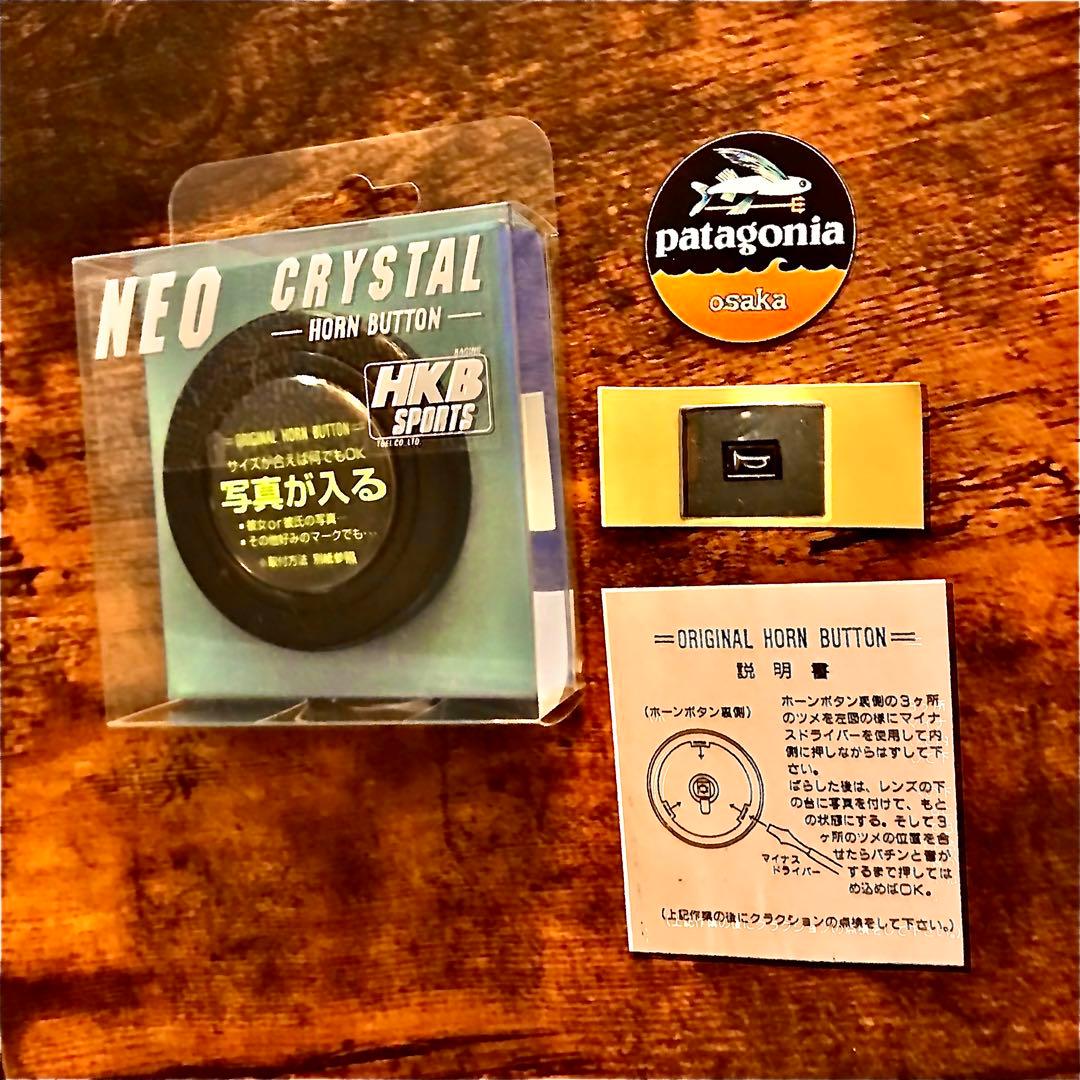 NEO CRYSTAL
HORN BUTTON
RACING
HKB
SPORTS
TOEI CO. LTD.
ORIGINAL HORN BUTTON
サイズが合えば何でもOK
写真が入る
▪彼女or彼氏の写真
▪その他好みのマークでも…
取付方法 別紙参照
patagonia
osaka
ORIGINAL HORN BUTTON
説明書
(ホーンボタン裏側)
ホーンボタン裏側の3ヶ所
のツメを左図の様にマイナ
スドライバーを使用して内
側に押しながらはずして下
さい。
ばらした後は、レンズの下
の台に写真を付けて、もと
の状態にする。そして3
ヶ所のツメの位置を合
せたらパチンと音が
するまで押しては
め込めばOK。
マイナス
ドライバー
(上記作業の後にクラクションの点検をして下さい。)